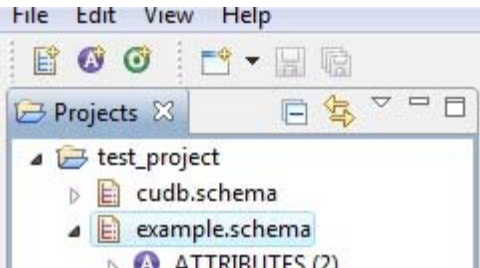 File Edit View Help
Projects
test_project
cudb.schema
example.schema
ATTRIBUTES (2)